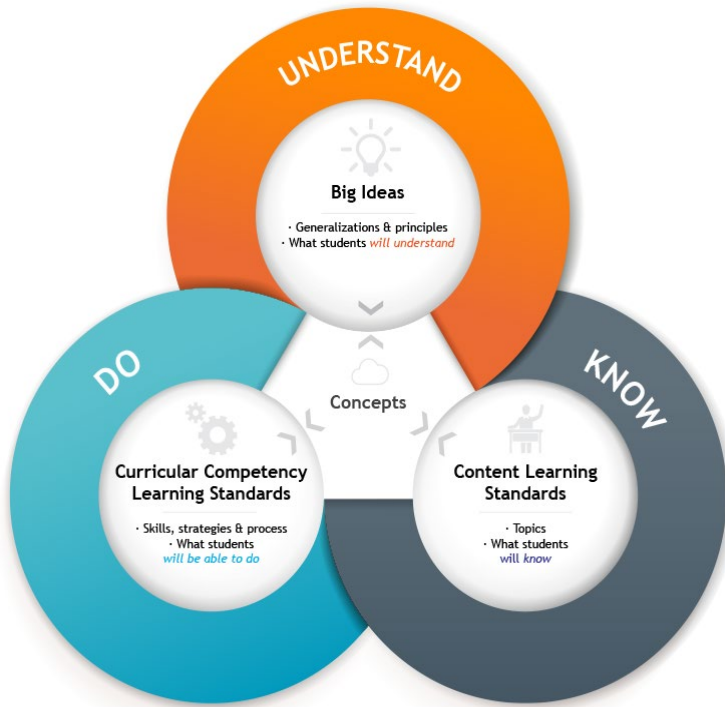 UNDERSTAND
Big Ideas
· Generalizations & principles
· What students will understand
DO
KNOW
Concepts
Curricular Competency
Learning Standards
· Skills, strategies & process
· What students
will be able to do
Content Learning
Standards
· Topics
· What students
will know